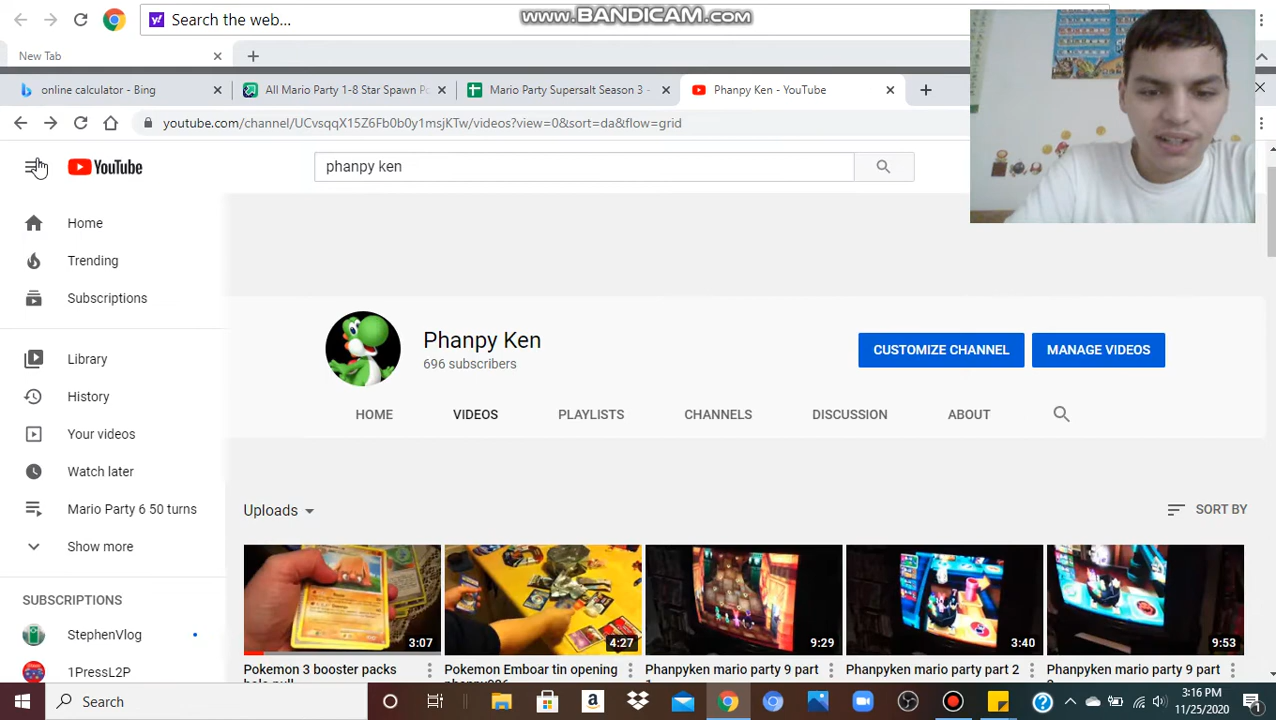 Search the web...
www.BANDICAM.com
New Tab
online calculator - Bing
Mario Party 1-8 Star Spawn Po
Mario Party Supersalt Season 3 -
Phanpy Ken - YouTube
youtube.com/channel/UCvsqqX15Z6Fb0b0y1msjKTw/videos?view=0&sort=da&flow=grid
YouTube
phanpy ken
Home
Trending
Subscriptions
Library
History
Your videos
Watch later
Mario Party 6 50 turns
Show more
SUBSCRIPTIONS
StephenVlog
1PressL2P
Phanpy Ken
696 subscribers
CUSTOMIZE CHANNEL
MANAGE VIDEOS
HOME
VIDEOS
PLAYLISTS
CHANNELS
DISCUSSION
ABOUT
Uploads
SORT BY
3:07
4:27
9:29
3:40
9:53
Pokemon 3 booster packs
Pokemon Emboar tin opening
Phanpyken mario party 9 part
Phanpyken mario party part 2
Phanpyken mario party 9 part
Search
3:16 PM
11/25/2020
1